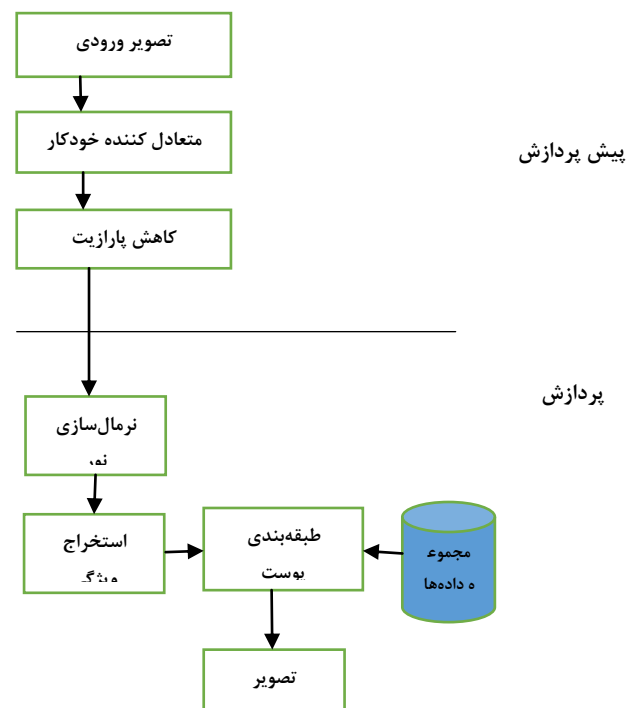 تصویر ورودی
متعادل کننده خودکار
پیش پردازش
کاهش پارازیت
پردازش
نرمال‌سازی
نور
استخراج
طبقه‌بندی
پوست
مجموع
ه داده‌ها
تصویر